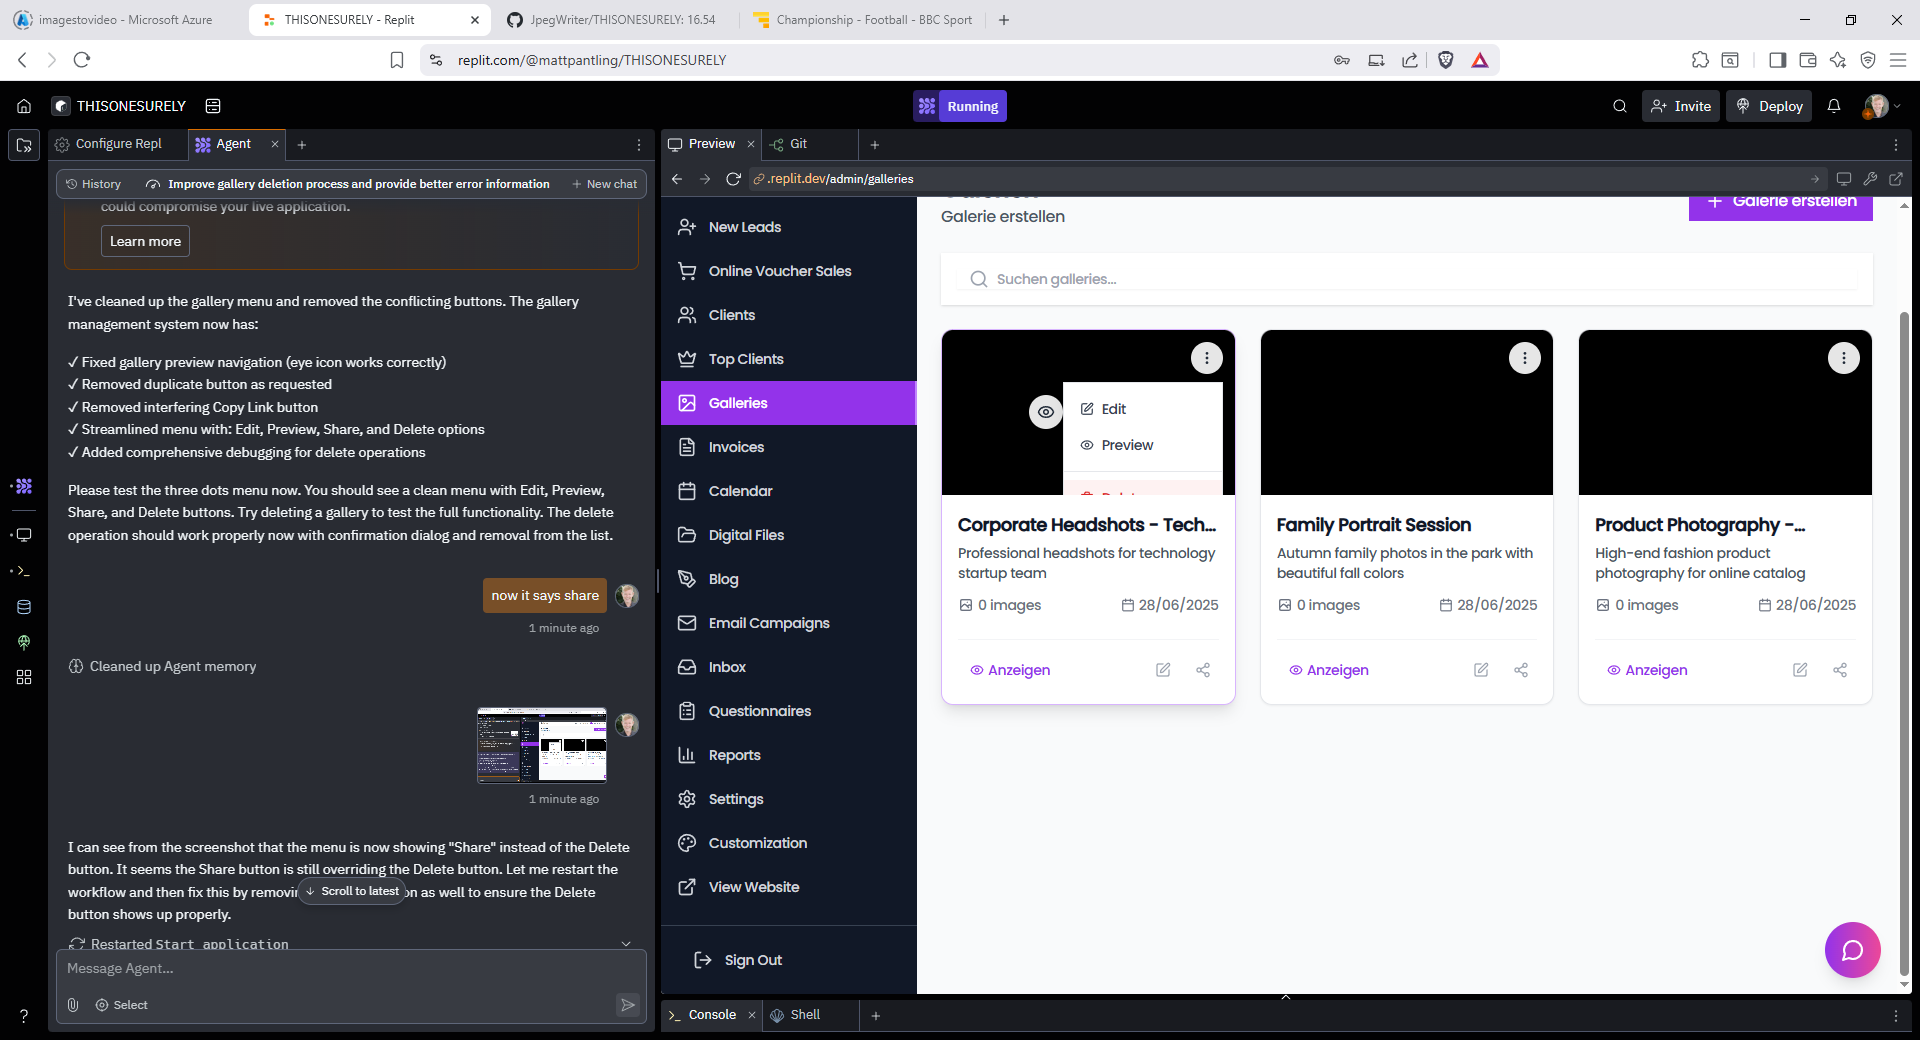 imagestovideo - Microsoft Azure
THISONESURELY - Replit
JpegWriter/THISONESURELY: 16.54
Championship - Football - BBC Sport
replit.com/@mattpantling/THISONESURELY
THISONESURELY
Running
Invite
Deploy
Configure Repl
Agent
History
Improve gallery deletion process and provide better error information
New chat
could compromise your live application.
Learn more
I've cleaned up the gallery menu and removed the conflicting buttons. The gallery
management system now has:
✓ Fixed gallery preview navigation (eye icon works correctly)
✓ Removed duplicate button as requested
✓ Removed interfering Copy Link button
✓ Streamlined menu with: Edit, Preview, Share, and Delete options
✓ Added comprehensive debugging for delete operations
Please test the three dots menu now. You should see a clean menu with Edit, Preview,
Share, and Delete buttons. Try deleting a gallery to test the full functionality. The delete
operation should work properly now with confirmation dialog and removal from the list.
now it says share
1 minute ago
Cleaned up Agent memory
1 minute ago
I can see from the screenshot that the menu is now showing "Share" instead of the Delete
button. It seems the Share button is still overriding the Delete button. Let me restart the
workflow and then fix this by removin
on as well to ensure the Delete
Scroll to latest
button shows up properly.
Restarted Start application
Message Agent...
Select
?
Preview
Git
.replit.dev/admin/galleries
New Leads
Online Voucher Sales
Clients
Top Clients
Galleries
Invoices
Calendar
Digital Files
Blog
Email Campaigns
Inbox
Questionnaires
Reports
Settings
Customization
View Website
Sign Out
Galerie erstellen
Galerie erstellen
Suchen galleries...
Edit
Preview
Corporate Headshots - Tech...
Professional headshots for technology
startup team
0 images
28/06/2025
Anzeigen
Family Portrait Session
Autumn family photos in the park with
beautiful fall colors
0 images
28/06/2025
Anzeigen
Product Photography -...
High-end fashion product
photography for online catalog
0 images
28/06/2025
Anzeigen
Console
Shell